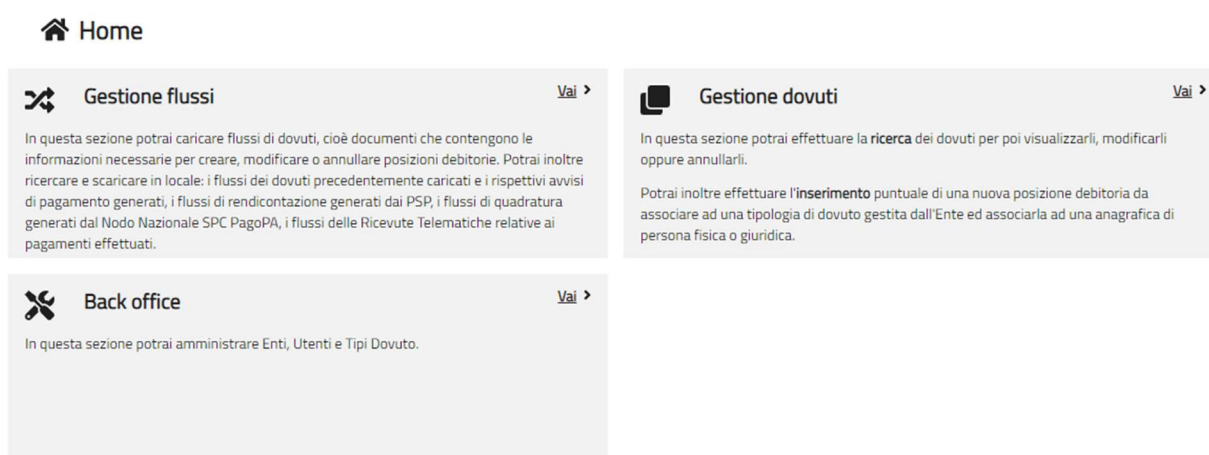 Home
Gestione flussi
Vai
In questa sezione potrai caricare flussi di dovuti, cioè documenti che contengono le
informazioni necessarie per creare, modificare o annullare posizioni debitorie. Potrai inoltre
ricercare e scaricare in locale: i flussi dei dovuti precedentemente caricati e i rispettivi avvisi
di pagamento generati, i flussi di rendicontazione generati dai PSP, i flussi di quadratura
generati dal Nodo Nazionale SPC PagoPA, i flussi delle Ricevute Telematiche relative ai
pagamenti effettuati.
Gestione dovuti
Vai
In questa sezione potrai effettuare la ricerca dei dovuti per poi visualizzarli, modificarli
oppure annullarli.
Potrai inoltre effettuare l'inserimento puntuale di una nuova posizione debitoria da
associare ad una tipologia di dovuto gestita dall'Ente ed associarla ad una anagrafica di
persona fisica o giuridica.
Back office
Vai
In questa sezione potrai amministrare Enti, Utenti e Tipi Dovuto.